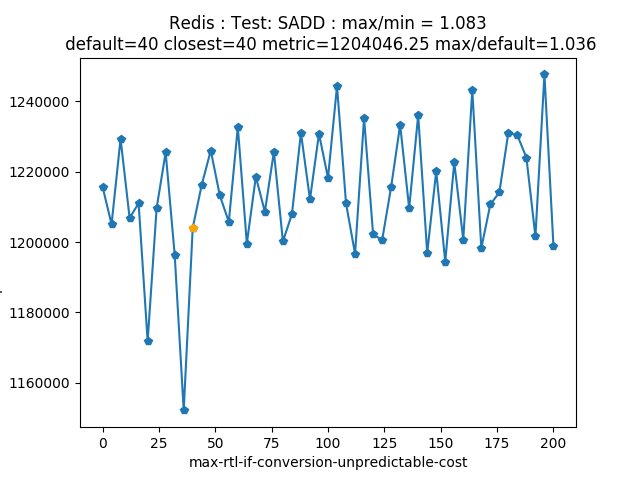 Redis : Test: SADD : max/min = 1.083
default=40 closest=40 metric=1204046.25 max/default=1.036
1240000
1220000
1200000
1180000
1160000
0 25 50 75 100 125 150 175 200
max-rtl-if-conversion-unpredictable-cost